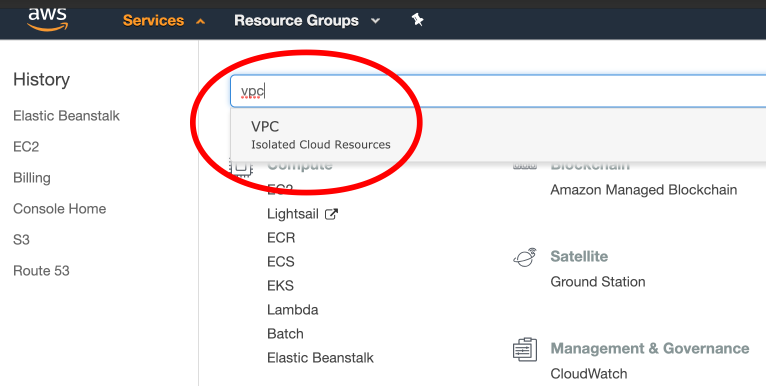 aws
Services
Resource Groups
History
Elastic Beanstalk
EC2
Billing
Console Home
S3
Route 53
vpc
VPC
Isolated Cloud Resources
Compute
EC2
Lightsail
ECR
ECS
EKS
Lambda
Batch
Elastic Beanstalk
Blockchain
Amazon Managed Blockchain
Satellite
Ground Station
Management & Governance
CloudWatch